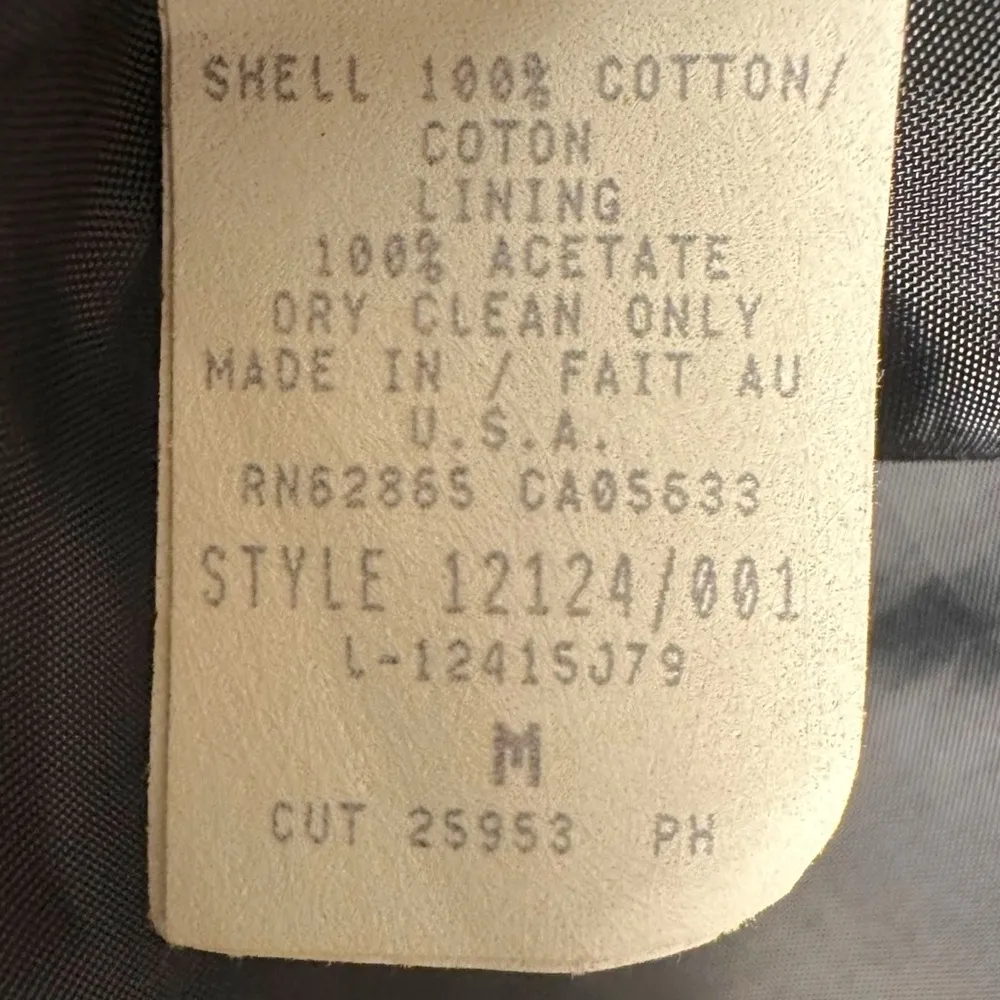 SHELL 100% COTTON/
COTON
LINING
100% ACETATE
DRY CLEAN ONLY
MADE IN / FAIT AU
U.S.A.
RN62865 CA05633
STYLE 12124/001
L-12415J79
M
CUT 25953 PH